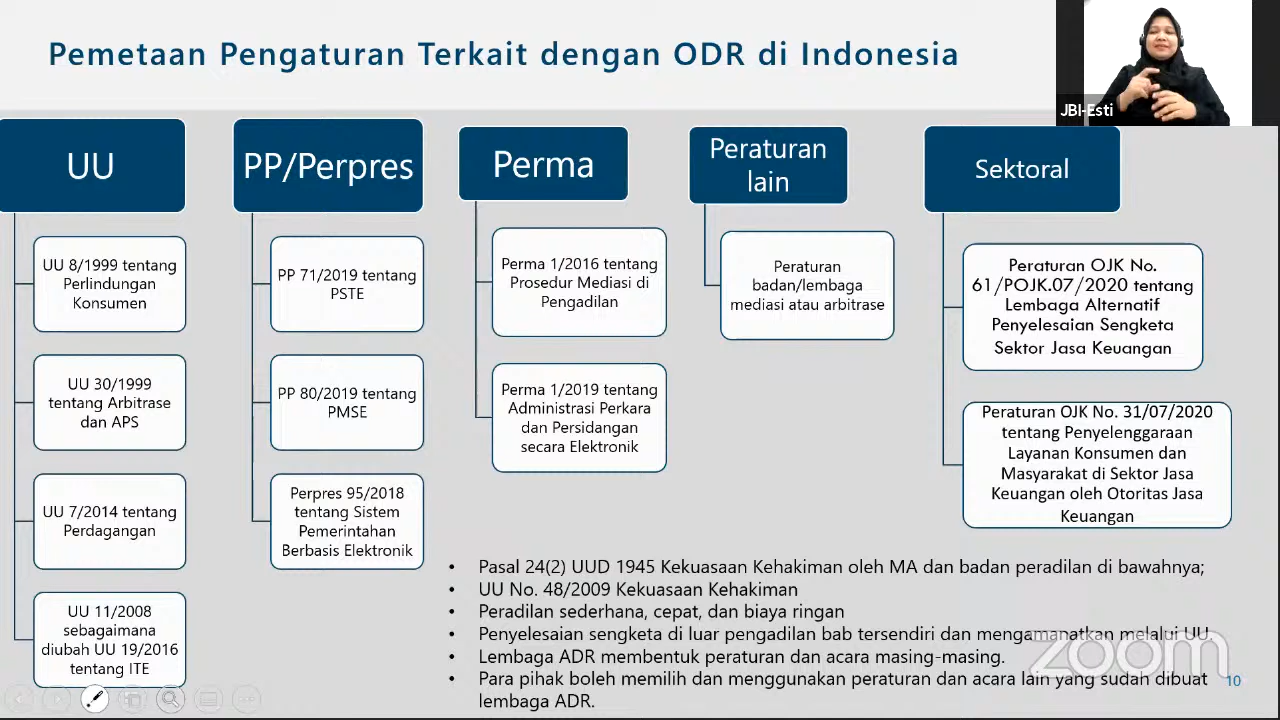 Pemetaan Pengaturan Terkait dengan ODR di Indonesia
JBI-Esti
UU
UU 8/1999 tentang
Perlindungan
Konsumen
UU 30/1999
tentang Arbitrase
dan APS
UU 7/2014 tentang
Perdagangan
UU 11/2008
sebagaimana
diubah UU 19/2016
tentang ITE
PP/Perpres
PP 71/2019 tentang
PSTE
PP 80/2019 tentang
PMSE
Perpres 95/2018
tentang Sistem
Pemerintahan
Berbasis Elektronik
Perma
Perma 1/2016 tentang
Prosedur Mediasi di
Pengadilan
Perma 1/2019 tentang
Administrasi Perkara
dan Persidangan
secara Elektronik
Peraturan
lain
Peraturan
badan/lembaga
mediasi atau arbitrase
Sektoral
Peraturan OJK No.
61/POJK.07/2020 tentang
Lembaga Alternatif
Penyelesaian Sengketa
Sektor Jasa Keuangan
Peraturan OJK No. 31/07/2020
tentang Penyelenggaraan
Layanan Konsumen dan
Masyarakat di Sektor Jasa
Keuangan oleh Otoritas Jasa
Keuangan
• Pasal 24(2) UUD 1945 Kekuasaan Kehakiman oleh MA dan badan peradilan di bawahnya;
• UU No. 48/2009 Kekuasaan Kehakiman
• Peradilan sederhana, cepat, dan biaya ringan
• Penyelesaian sengketa di luar pengadilan bab tersendiri dan mengamanatkan melalui UU
• Lembaga ADR membentuk peraturan dan acara masing-masing.
• Para pihak boleh memilih dan menggunakan peraturan dan acara lain yang sudah dibuat
lembaga ADR.
zoom
10